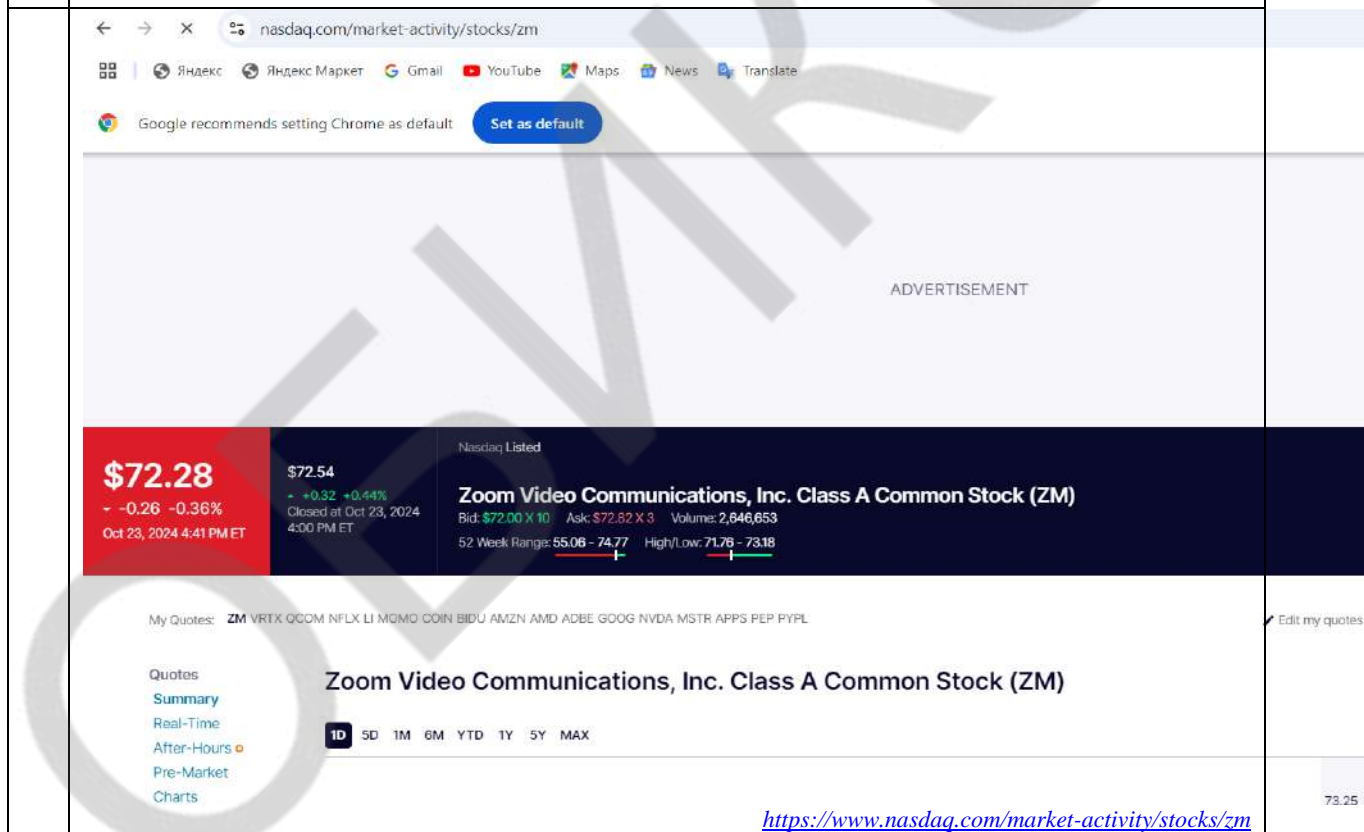 nasdaq.com/market-activity/stocks/zm
Яндекс Яндекс Маркет Gmail YouTube Maps News Translate
Google recommends setting Chrome as default Set as default
ADVERTISEMENT
Nasdaq Listed
$72.28 $72.54
-0.26 -0.36% +0.32 +0.44% Zoom Video Communications, Inc. Class A Common Stock (ZM)
Oct 23, 2024 4:41 PM ET Closed at Oct 23, 2024 4:00 PM ET Bid: $72.00 X 10 Ask: $72.82 X 3 Volume: 2,646,653
52 Week Range: 55.06 - 74.77 High/Low: 71.76 - 73.18
My Quotes: ZM VRTX QCOM NFLX LI MOMO COIN BIDU AMZN AMD ADBE GOOG NVDA MSTR APPS PEP PYPL Edit my quotes
Quotes
Zoom Video Communications, Inc. Class A Common Stock (ZM)
Summary
Real-Time
1D 5D 1M 6M YTD 1Y 5Y MAX
After-Hours
Pre-Market
Charts
73.25
https://www.nasdaq.com/market-activity/stocks/zm